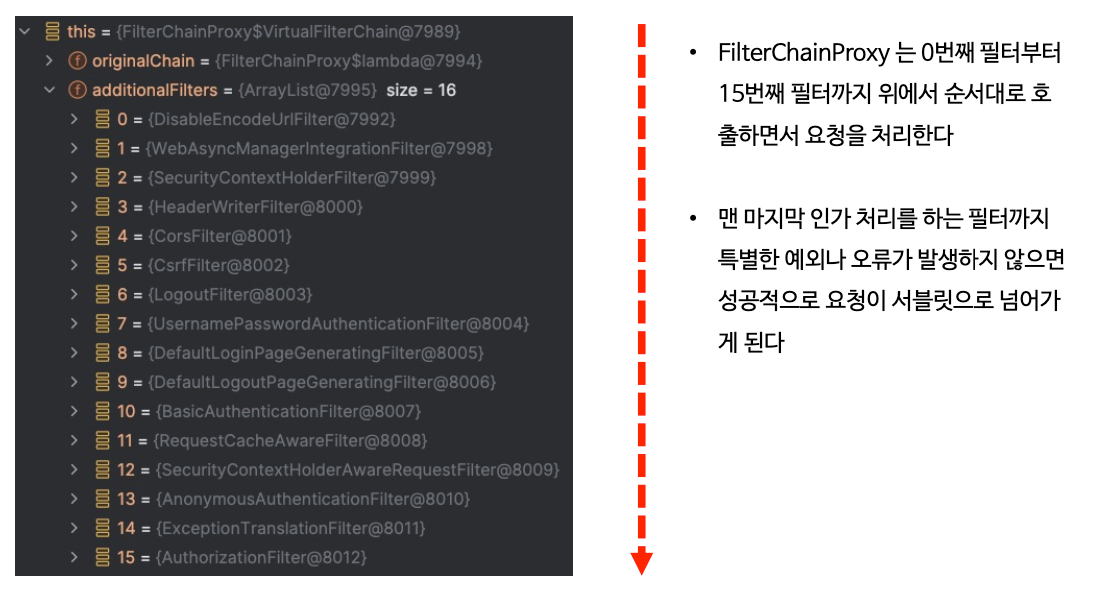 this = {FilterChainProxy$VirtualFilterChain@7989}
originalChain = {FilterChainProxy$lambda@7994}
additionalFilters = {ArrayList@7995} size = 16
0 = {DisableEncodeUrlFilter@7992}
1 = {WebAsyncManagerIntegrationFilter@7998}
2 = {SecurityContextHolderFilter@7999}
3 = {HeaderWriterFilter@8000}
4 = {CorsFilter@8001}
5 = {CsrfFilter@8002}
6 = {LogoutFilter@8003}
7 = {UsernamePasswordAuthenticationFilter@8004}
8 = {DefaultLoginPageGeneratingFilter@8005}
9 = {DefaultLogoutPageGeneratingFilter@8006}
10 = {BasicAuthenticationFilter@8007}
11 = {RequestCacheAwareFilter@8008}
12 = {SecurityContextHolderAwareRequestFilter@8009}
13 = {AnonymousAuthenticationFilter@8010}
14 = {ExceptionTranslationFilter@8011}
15 = {AuthorizationFilter@8012}
• FilterChainProxy 는 0번째 필터부터
15번째 필터까지 위에서 순서대로 호
출하면서 요청을 처리한다
• 맨 마지막 인가 처리를 하는 필터까지
특별한 예외나 오류가 발생하지 않으면
성공적으로 요청이 서블릿으로 넘어가
게 된다